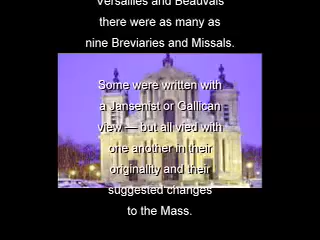 Versailles and Beauvais
there were as many as
nine Breviaries and Missals.
Some were written with
a Jansenist or Gallican
view — but all vied with
one another in their
originality and their
suggested changes
to the Mass.